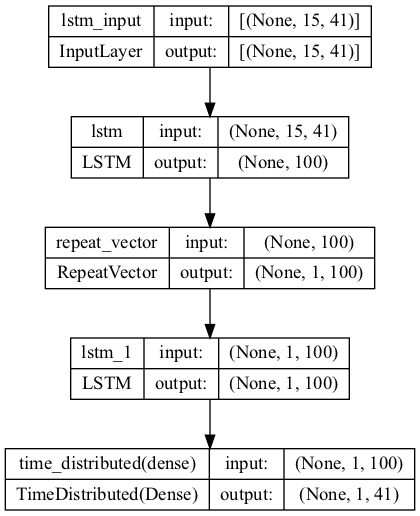 lstm_input input: [(None, 15, 41)]
InputLayer output: [(None, 15, 41)]
lstm input: (None, 15, 41)
LSTM output: (None, 100)
repeat_vector input: (None, 100)
RepeatVector output: (None, 1, 100)
lstm_1 input: (None, 1, 100)
LSTM output: (None, 1, 100)
time_distributed(dense) input: (None, 1, 100)
TimeDistributed(Dense) output: (None, 1, 41)